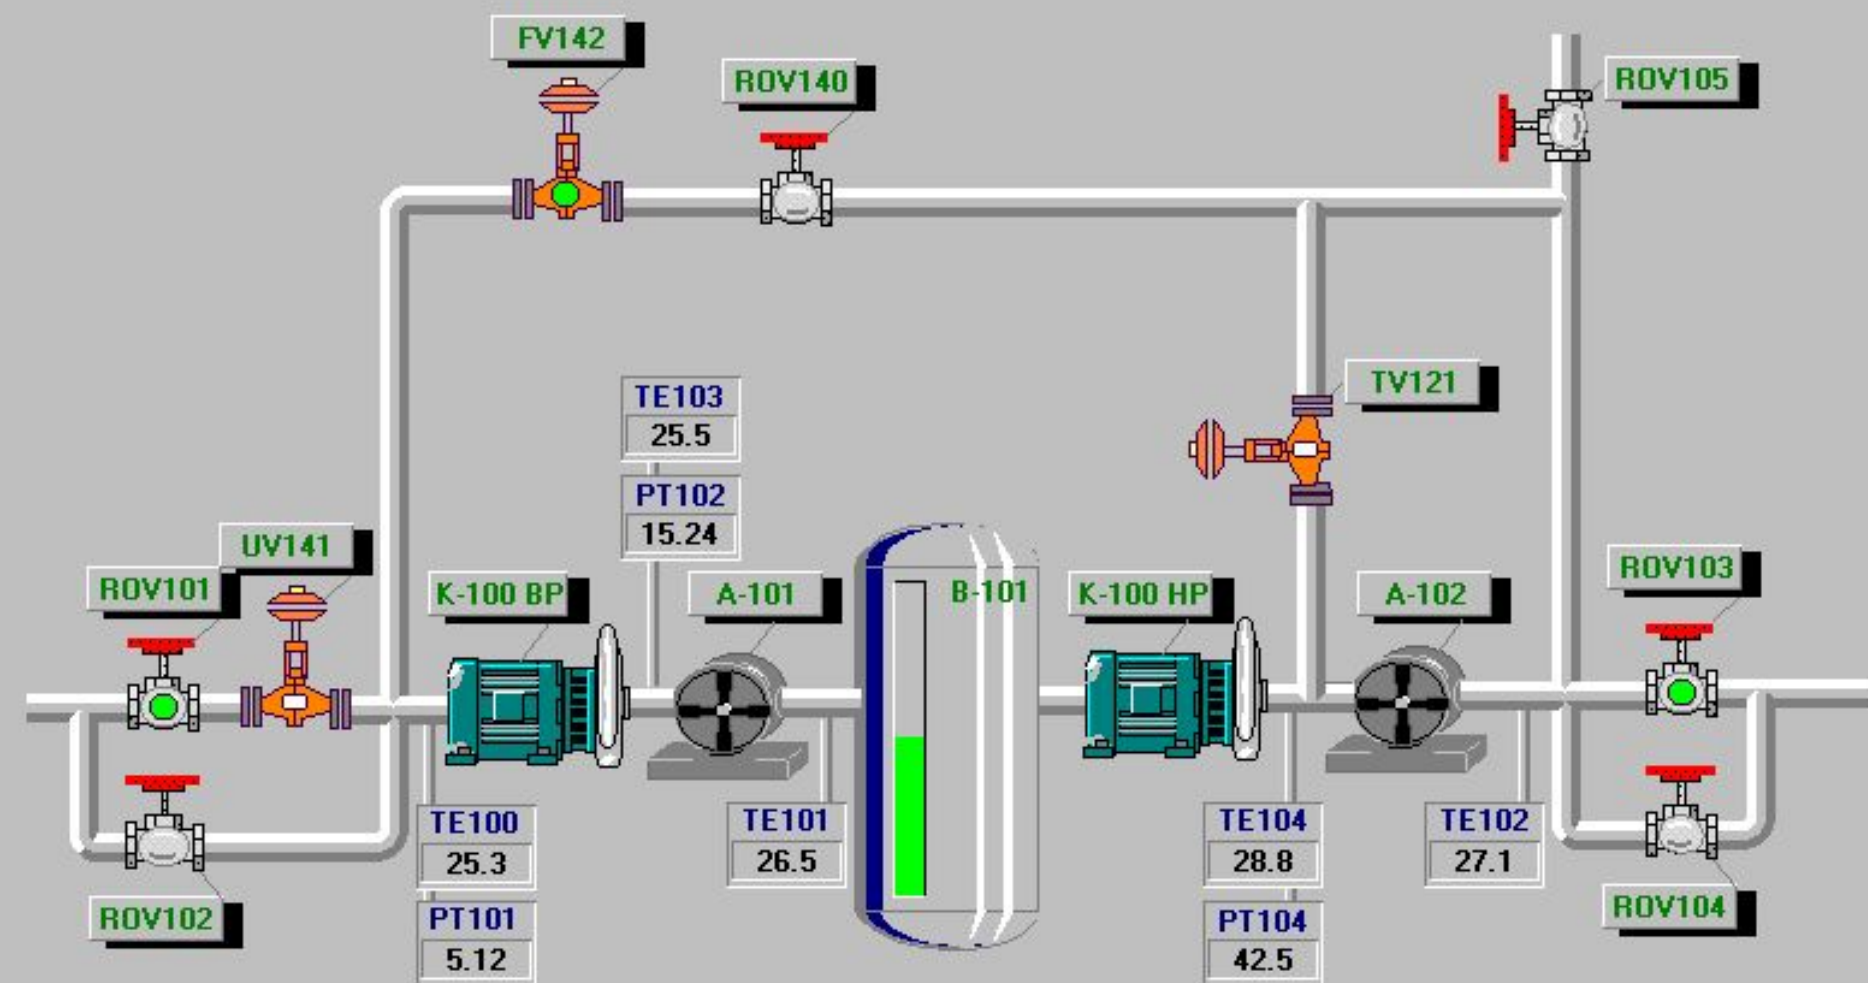 FV142
ROV140
ROV105
TE103
25.5
TV121
PT102
15.24
UV141
ROV101
K-100 BP
A-101
B-101
K-100 HP
A-102
ROV103
TE100
25.3
TE101
26.5
TE104
28.8
TE102
27.1
ROV102
PT101
5.12
PT104
42.5
ROV104